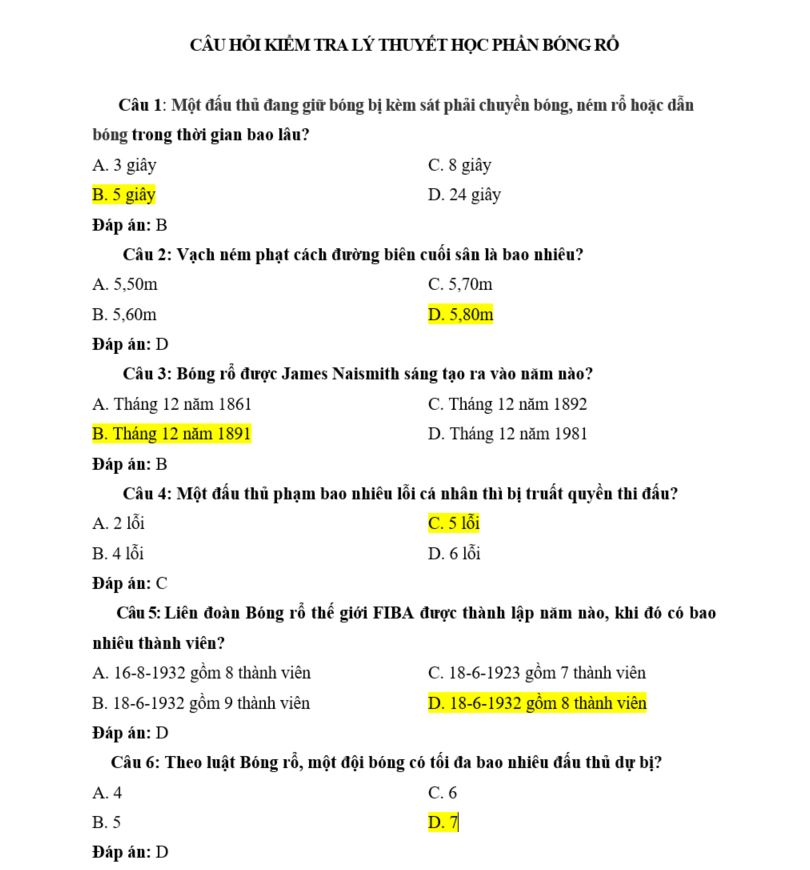 CÂU HỎI KIỂM TRA LÝ THUYẾT HỌC PHẦN BÓNG RỔ
Câu 1: Một đấu thủ đang giữ bóng bị kèm sát phải chuyền bóng, ném rổ hoặc dẫn
bóng trong thời gian bao lâu?
A. 3 giây C. 8 giây
B. 5 giây D. 24 giây
Đáp án: B
Câu 2: Vạch ném phạt cách đường biên cuối sân là bao nhiêu?
A. 5,50m C. 5,70m
B. 5,60m D. 5,80m
Đáp án: D
Câu 3: Bóng rổ được James Naismith sáng tạo ra vào năm nào?
A. Tháng 12 năm 1861 C. Tháng 12 năm 1892
B. Tháng 12 năm 1891 D. Tháng 12 năm 1981
Đáp án: B
Câu 4: Một đấu thủ phạm bao nhiêu lỗi cá nhân thì bị truất quyền thi đấu?
A. 2 lỗi C. 5 lỗi
B. 4 lỗi D. 6 lỗi
Đáp án: C
Câu 5: Liên đoàn Bóng rổ thế giới FIBA được thành lập năm nào, khi đó có bao
nhiêu thành viên?
A. 16-8-1932 gồm 8 thành viên C. 18-6-1923 gồm 7 thành viên
B. 18-6-1932 gồm 9 thành viên D. 18-6-1932 gồm 8 thành viên
Đáp án: D
Câu 6: Theo luật Bóng rổ, một đội bóng có tối đa bao nhiêu đấu thủ dự bị?
A. 4 C. 6
B. 5 D. 7
Đáp án: D